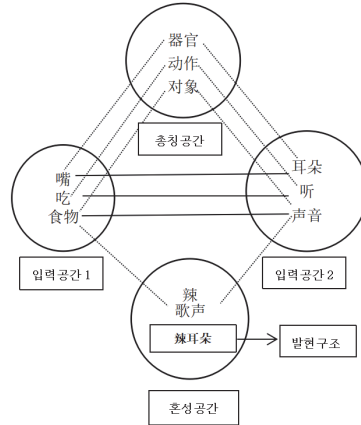 器官
动作
对象
총칭공간
嘴
吃
食物
입력공간 1
耳朵
听
声音
입력공간 2
辣
歌声
辣耳朵
발현구조
혼성공간